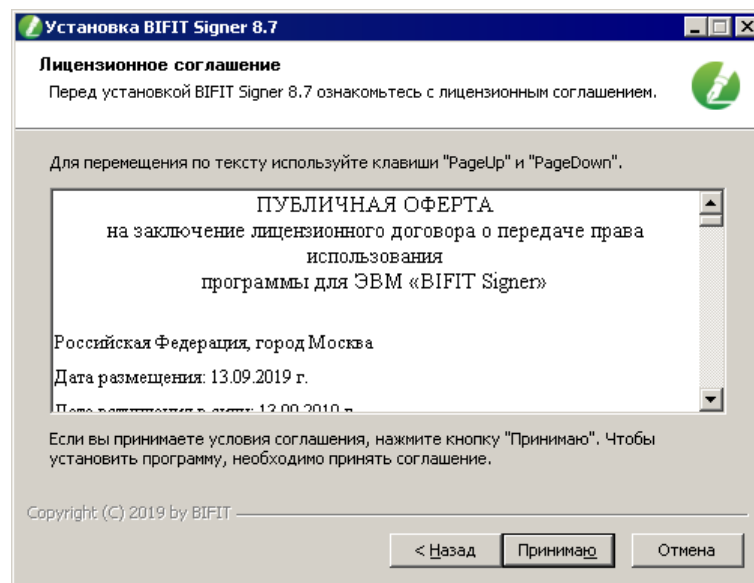 Установка BIFIT Signer 8.7
Лицензионное соглашение
Перед установкой BIFIT Signer 8.7 ознакомьтесь с лицензионным соглашением.
Для перемещения по тексту используйте клавиши "PageUp" и "PageDown".
ПУБЛИЧНАЯ ОФЕРТА
на заключение лицензионного договора о передаче права
использования
программы для ЭВМ «BIFIT Signer»
Российская Федерация, город Москва
Дата размещения: 13.09.2019 г.
Если вы принимаете условия соглашения, нажмите кнопку "Принимаю". Чтобы
установить программу, необходимо принять соглашение.
Copyright (C) 2019 by BIFIT
< Назад
Принимаю
Отмена